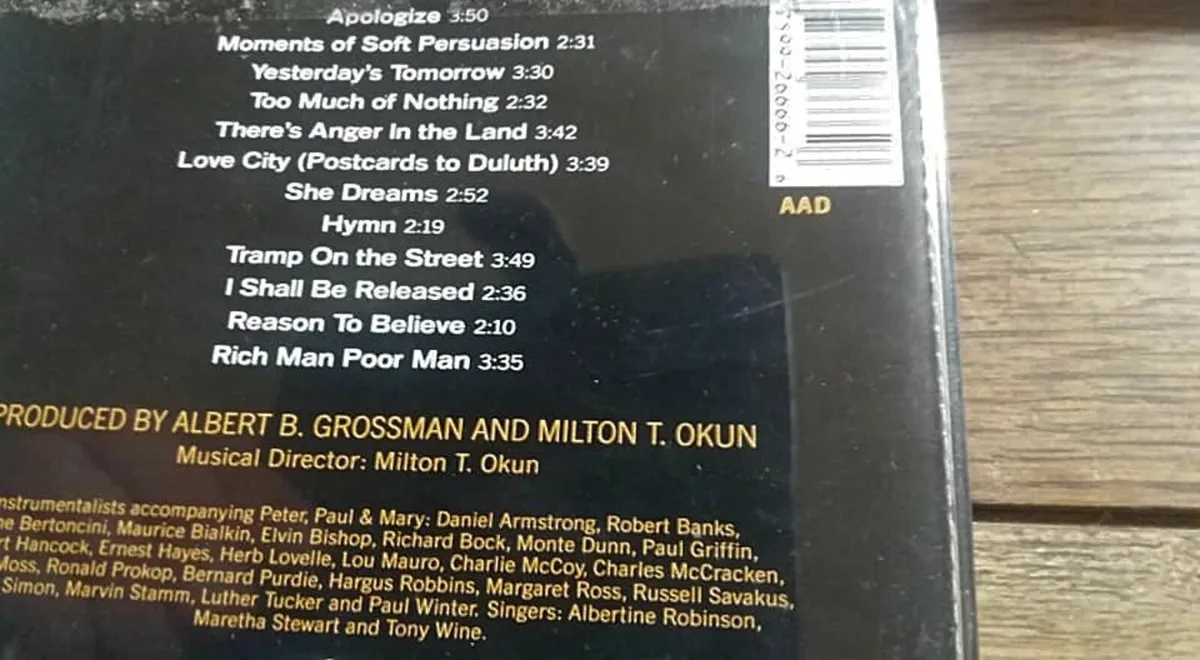 Apologize 3:50
Moments of Soft Persuasion 2:31
Yesterday's Tomorrow 3:30
Too Much of Nothing 2:32
There's Anger In the Land 3:42
Love City (Postcards to Duluth) 3:39
She Dreams 2:52
Hymn 2:19
Tramp On the Street 3:49
I Shall Be Released 2:36
Reason To Believe 2:10
Rich Man Poor Man 3:35
AAD
PRODUCED BY ALBERT B. GROSSMAN AND MILTON T. OKUN
Musical Director: Milton T. Okun
nstrumentalists accompanying Peter, Paul & Mary: Daniel Armstrong, Robert Banks,
ne Bertoncini, Maurice Bialkin, Elvin Bishop, Richard Bock, Monte Dunn, Paul Griffin,
rt Hancock, Ernest Hayes, Herb Lovelle, Lou Mauro, Charlie McCoy, Charles McCracken,
Moss, Ronald Prokop, Bernard Purdie, Hargus Robbins, Margaret Ross, Russell Savakus,
Simon, Marvin Stamm, Luther Tucker and Paul Winter. Singers: Albertine Robinson,
Maretha Stewart and Tony Wine.